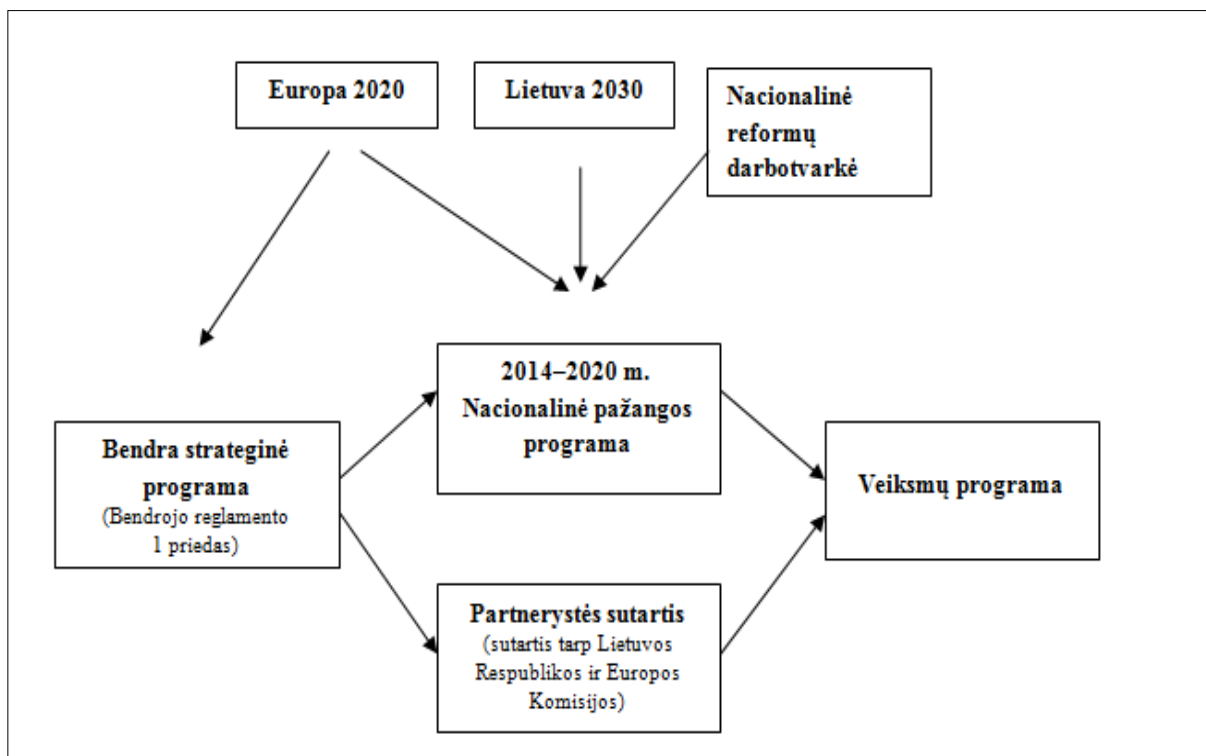 Europa 2020
Lietuva 2030
Nacionalinė
reformų
darbotvarkė
2014–2020 m.
Nacionalinė pažangos
programa
Bendra strateginė
programa
(Bendrojo reglamento
1 priedas)
Veiksmų programa
Partnerystės sutartis
(sutartis tarp Lietuvos
Respublikos ir Europos
Komisijos)